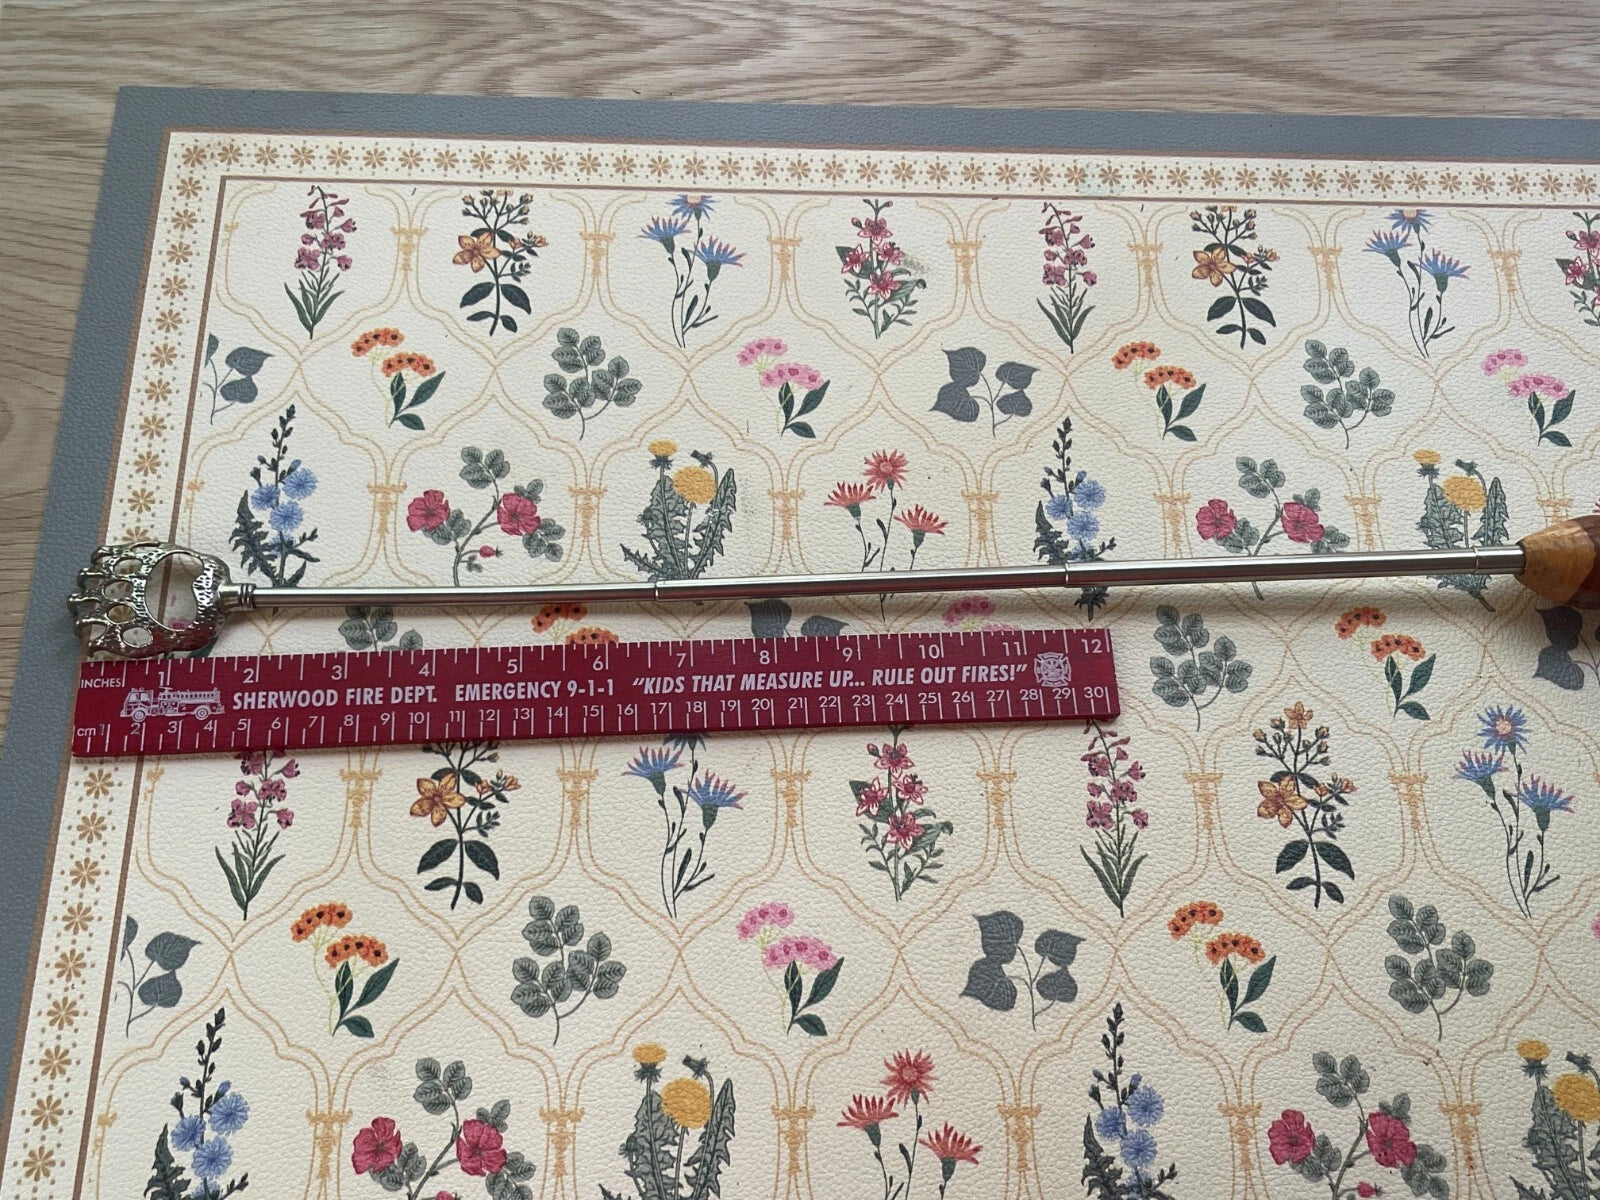 INCHES 1 2 3 4 5 6 7 8 9 10 11 12
SHERWOOD FIRE DEPT. EMERGENCY 9-1-1 "KIDS THAT MEASURE UP... RULE OUT FIRES!"
cm 1 2 3 4 5 6 7 8 9 10 11 12 13 14 15 16 17 18 19 20 21 22 23 24 25 26 27 28 29 30